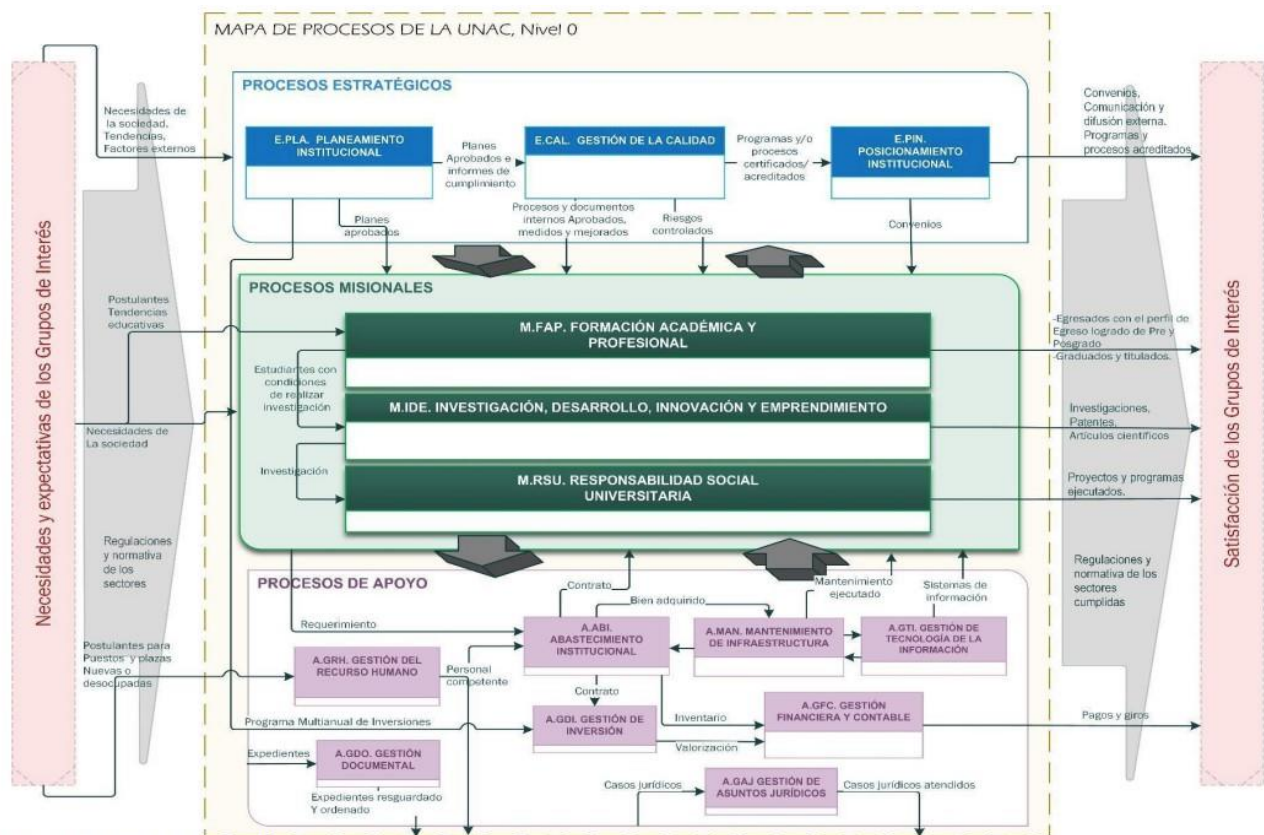 MAPA DE PROCESOS DE LA UNAC, Nivel 0
Necesidades y expectativas de los Grupos de Interés
Necesidades de
la sociedad,
Tendencias,
Factores externos
Postulantes
Tendencias
educativas
Necesidades de
La sociedad
Regulaciones
y normativa
de los
sectores
Postulantes para
Puestos y plazas
Nuevas o
desocupadas
PROCESOS ESTRATÉGICOS
E.PLA. PLANEAMIENTO
INSTITUCIONAL
Planes
Aprobados e
informes de
cumplimiento
E.CAL. GESTIÓN DE LA CALIDAD
Programas y/o
procesos
certificados/
acreditados
E.PIN.
POSICIONAMIENTO
INSTITUCIONAL
Planes
aprobados
Procesos y documentos
internos Aprobados,
medidos y mejorados
Riesgos
controlados
Convenios
PROCESOS MISIONALES
M.FAP. FORMACIÓN ACADÉMICA Y
PROFESIONAL
Estudiantes con
condiciones
de realizar
investigación
M.IDE. INVESTIGACIÓN, DESARROLLO, INNOVACIÓN Y EMPRENDIMIENTO
Investigación
M.RSU. RESPONSABILIDAD SOCIAL
UNIVERSITARIA
PROCESOS DE APOYO
Contrato
Mantenimiento
ejecutado
Sistemas de
información
Bien adquirido
Requerimiento
A.ABI.
ABASTECIMIENTO
INSTITUCIONAL
A.MAN. MANTENIMIENTO
DE INFRAESTRUCTURA
A.GTI. GESTIÓN DE
TECNOLOGÍA DE LA
INFORMACIÓN
A.GRH. GESTIÓN DEL
RECURSO HUMANO
Personal
competente
Contrato
Programa Multianual de Inversiones
A.GDI. GESTIÓN DE
INVERSIÓN
Inventario
Valorización
A.GFC. GESTIÓN
FINANCIERA Y CONTABLE
Expedientes
A.GDO. GESTIÓN
DOCUMENTAL
Expedientes resguardado
Y ordenado
Casos jurídicos
A.GAJ GESTIÓN DE
ASUNTOS JURÍDICOS
Casos jurídicos atendidos
Convenios,
Comunicación y
difusión externa.
Programas y
procesos acreditados
-Egresados con el perfil de
Egreso logrado de Pre y
Posgrado
-Graduados y titulados.
Investigaciones,
Patentes,
Artículos científicos
Proyectos y programas
ejecutados.
Regulaciones y
normativa de los
sectores
cumplidas
Pagos y giros
Satisfacción de los Grupos de Interés